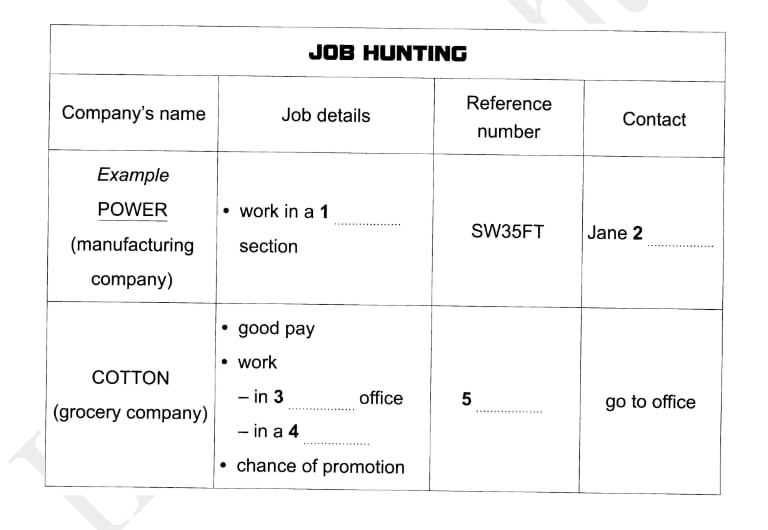 JOB HUNTING
Company's name
Job details
Reference
number
Contact
Example
POWER
(manufacturing
company)
• work in a 1 ....................
section
SW35FT
Jane 2 ....................
COTTON
(grocery company)
• good pay
• work
– in 3 .................... office
– in a 4 ....................
• chance of promotion
5 ....................
go to office